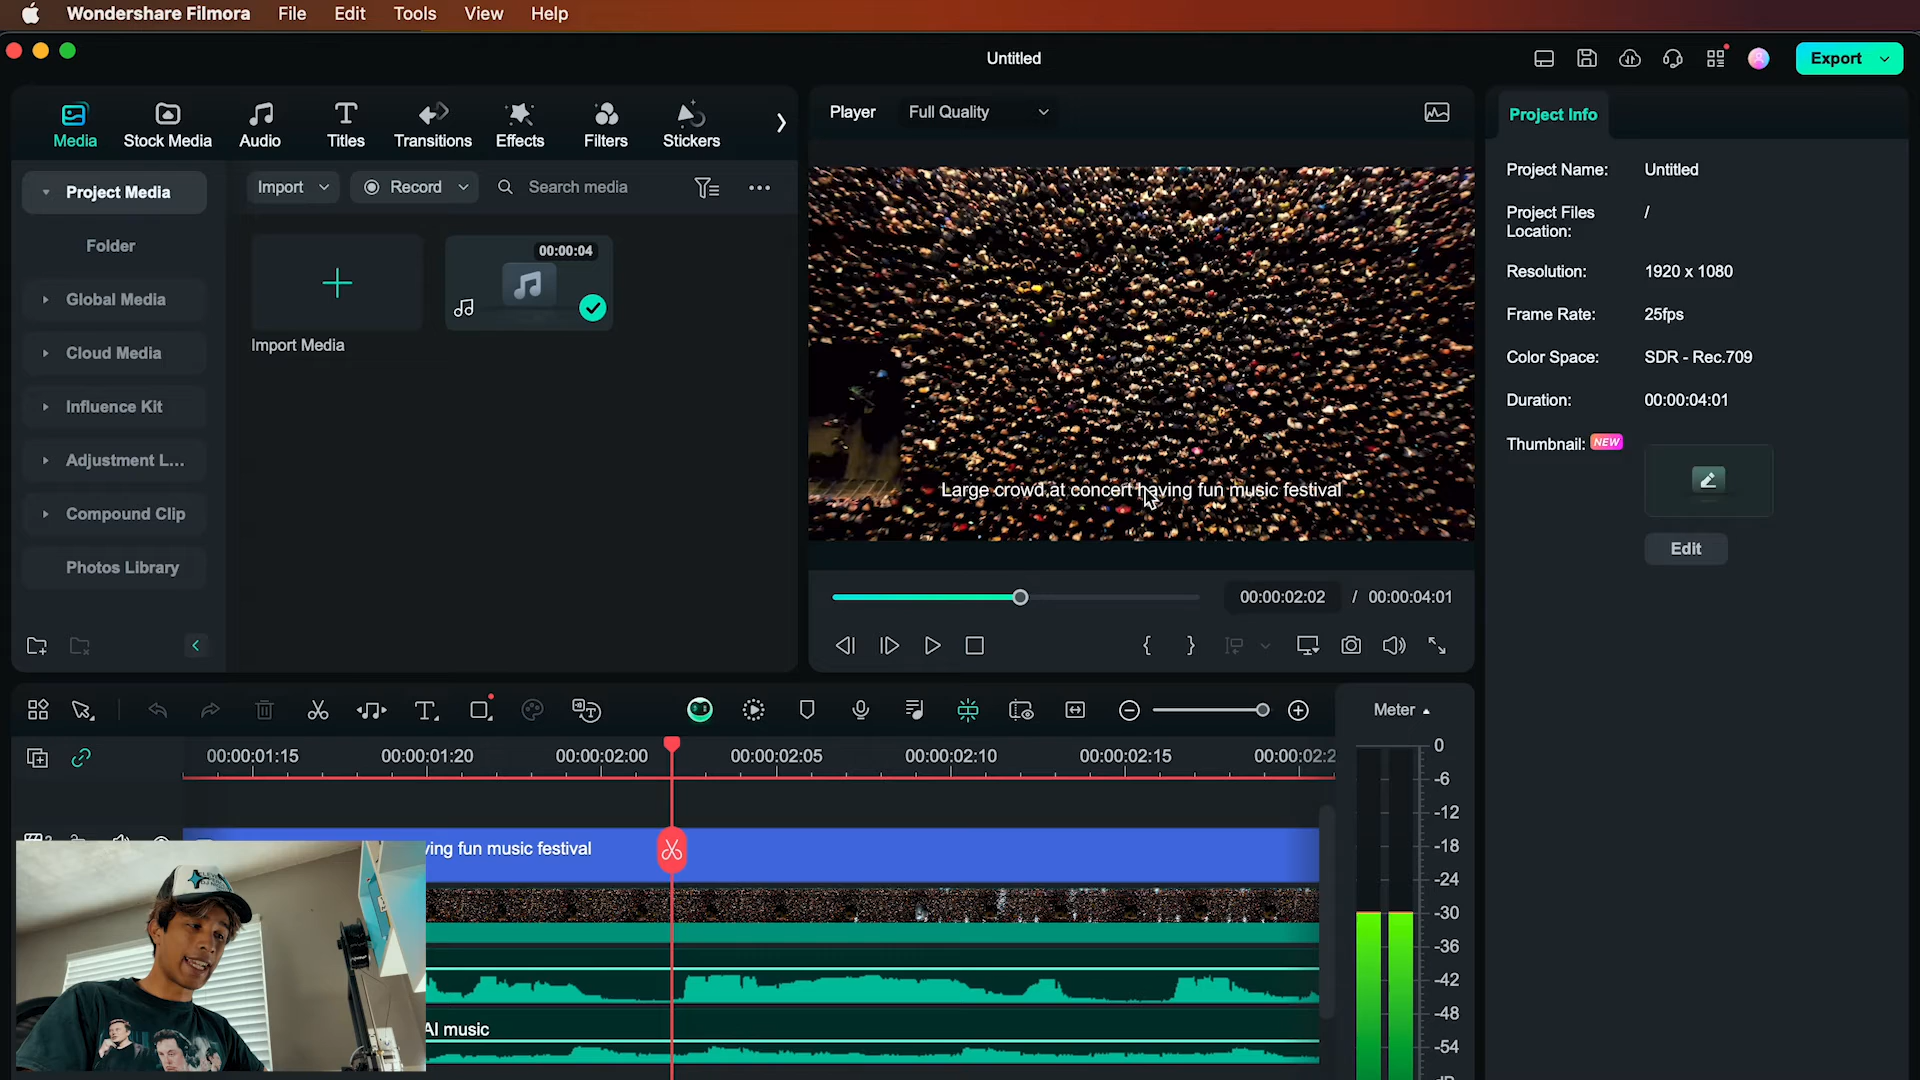 Wondershare Filmora File Edit Tools View Help
Untitled
Export
Media Stock Media Audio Titles Transitions Effects Filters Stickers
Project Media
Folder
Global Media
Cloud Media
Influence Kit
Adjustment L...
Compound Clip
Photos Library
Import Record Search media
00:00:04
Import Media
Player Full Quality
Large crowd at concert having fun music festival
00:00:02:02 / 00:00:04:01
Project Info
Project Name: Untitled
Project Files Location: /
Resolution: 1920 x 1080
Frame Rate: 25fps
Color Space: SDR - Rec.709
Duration: 00:00:04:01
Thumbnail: NEW
Edit
Meter
00:00:01:15 00:00:01:20 00:00:02:00 00:00:02:05 00:00:02:10 00:00:02:15 00:00:02:2
ving fun music festival
AI music
0
-6
-12
-18
-24
-30
-36
-42
-48
-54